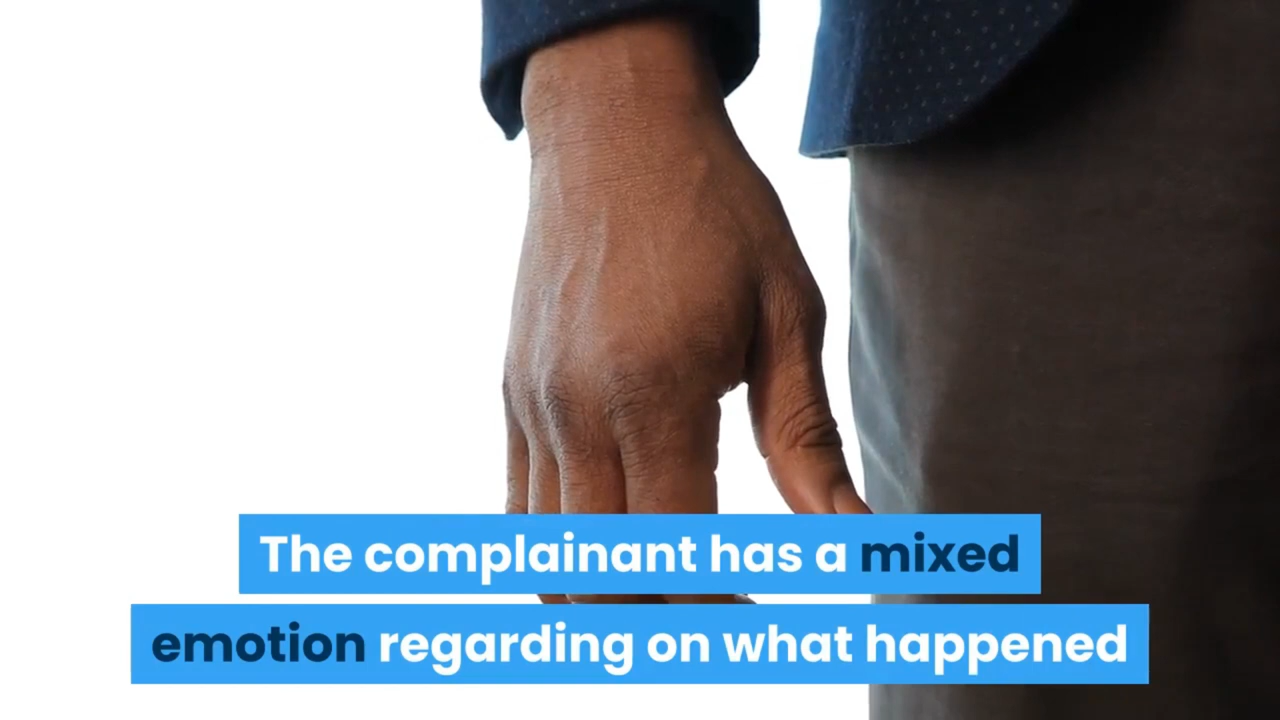 The complainant has a mixed
emotion regarding on what happened